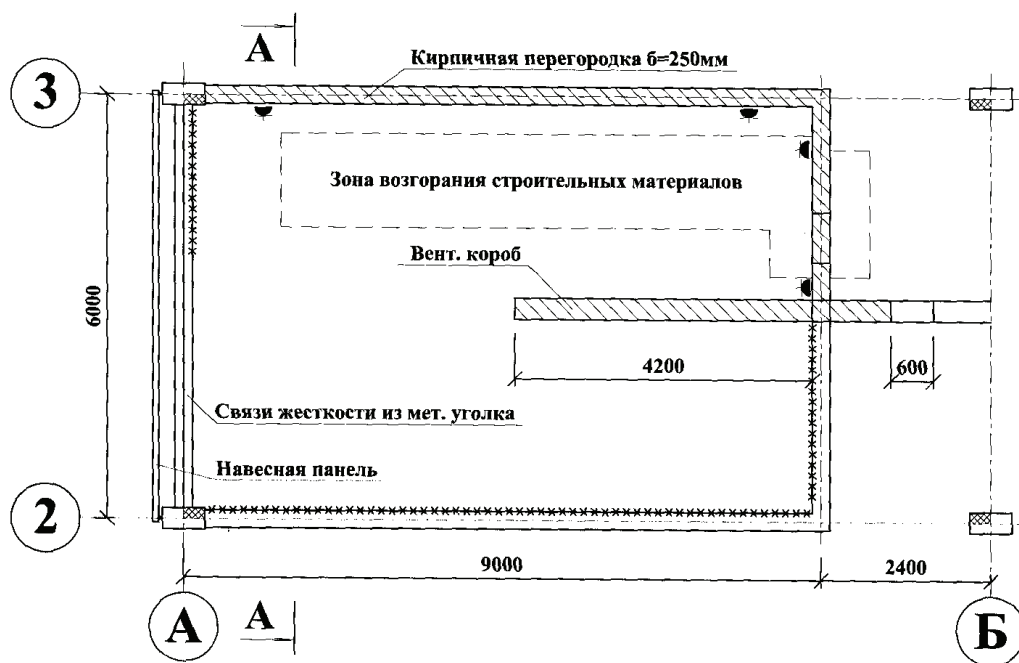 А
Кирпичная перегородка б=250мм
3
Зона возгорания строительных материалов
Вент. короб
6000
4200
600
Связи жесткости из мет. уголка
Навесная панель
2
9000
2400
А
А
Б